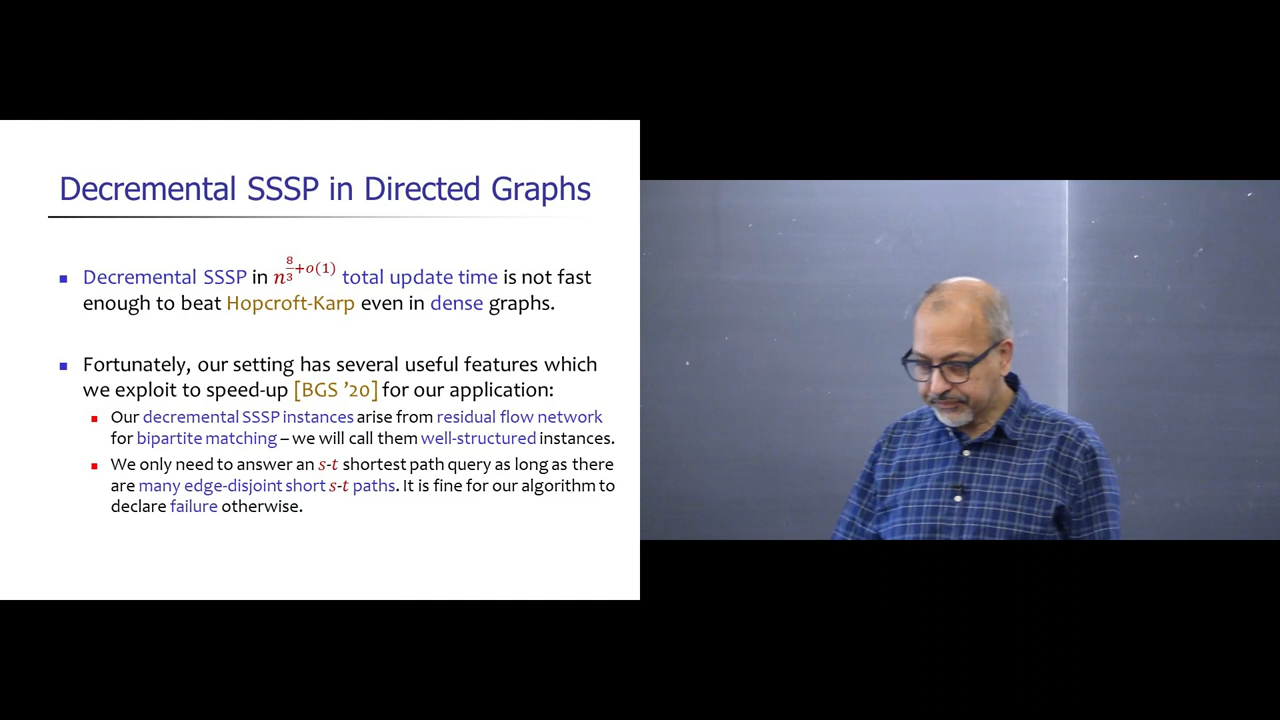 Decremental SSSP in Directed Graphs
Decremental SSSP in n^{8/3+o(1)} total update time is not fast
enough to beat Hopcroft-Karp even in dense graphs.
Fortunately, our setting has several useful features which
we exploit to speed-up [BGS ’20] for our application:
Our decremental SSSP instances arise from residual flow network
for bipartite matching – we will call them well-structured instances.
We only need to answer an s-t shortest path query as long as there
are many edge-disjoint short s-t paths. It is fine for our algorithm to
declare failure otherwise.